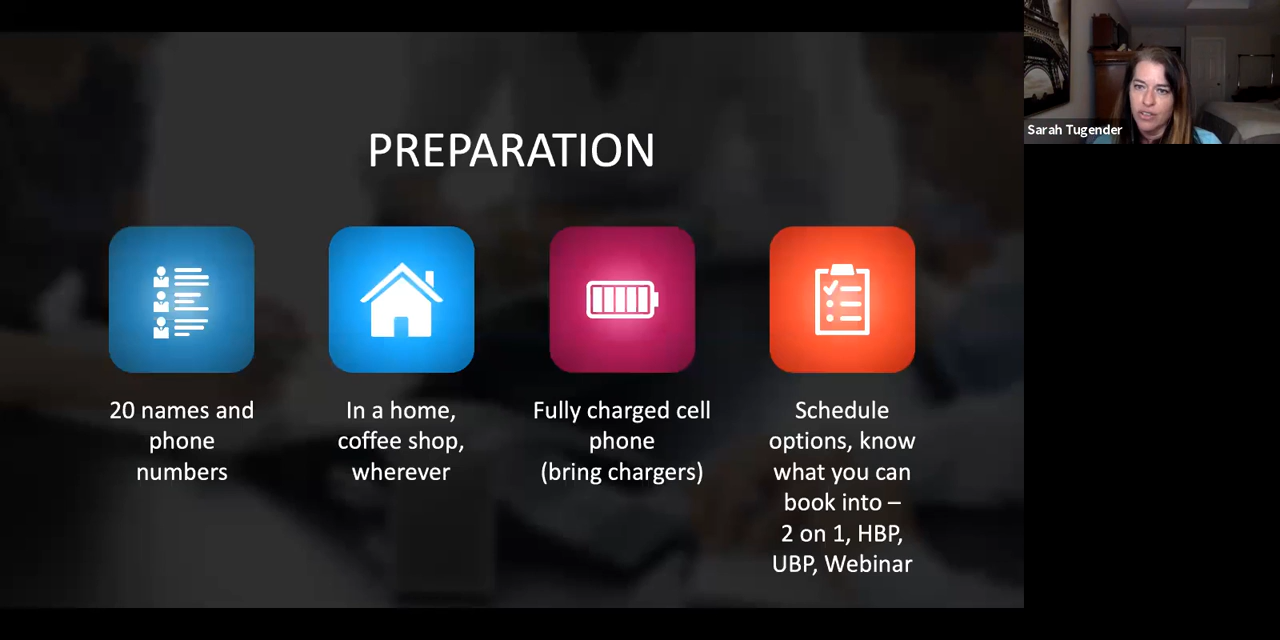 PREPARATION
20 names and
phone
numbers
In a home,
coffee shop,
wherever
Fully charged cell
phone
(bring chargers)
Schedule
options, know
what you can
book into –
2 on 1, HBP,
UBP, Webinar
Sarah Tugender